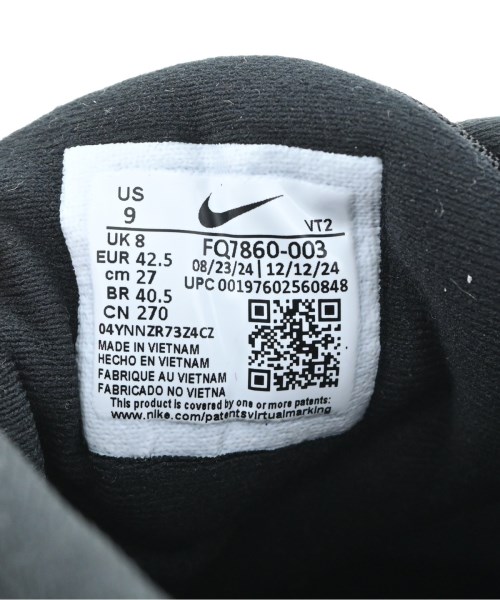 US
9
VT2
UK 8
EUR 42.5
cm 27
BR 40.5
CN 270
FQ7860-003
08/23/24 | 12/12/24
UPC 00197602560848
04YNNNZR73Z4CZ
MADE IN VIETNAM
HECHO EN VIETNAM
FABRIQUE AU VIETNAM
FABRICADO NO VIETNA
This product is covered by one or more patents:
www.nike.com/patentsvirtualmarking